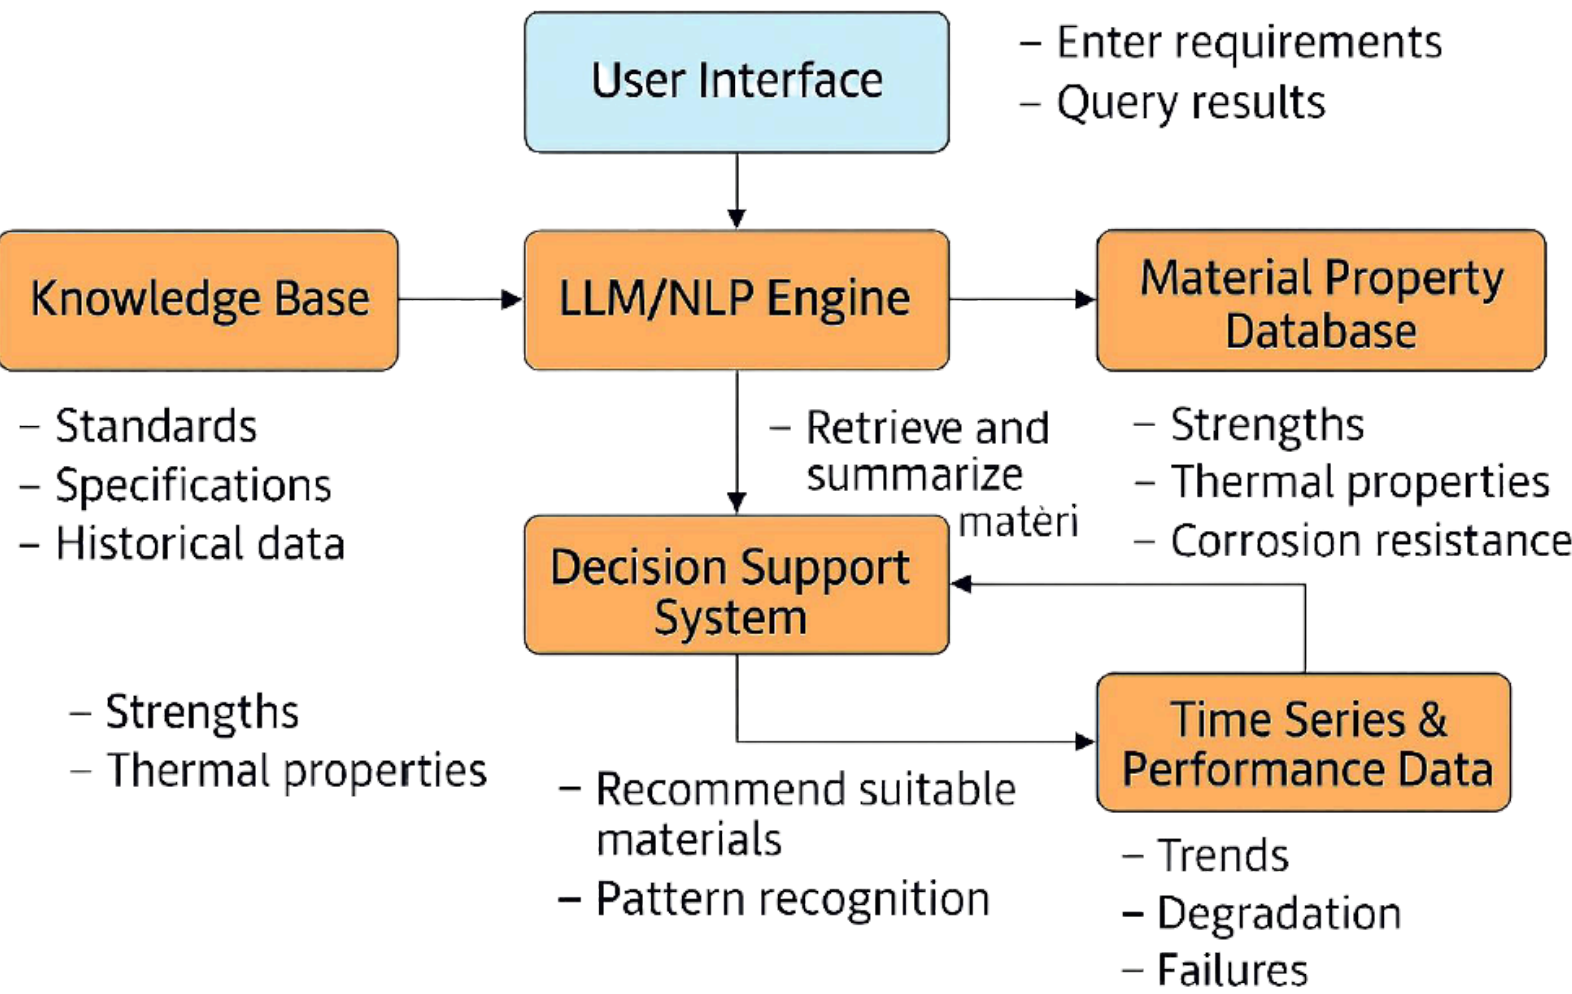 User Interface
– Enter requirements
– Query results
Knowledge Base
LLM/NLP Engine
Material Property
Database
– Standards
– Specifications
– Historical data
– Retrieve and
summarize
matèri
– Strengths
– Thermal properties
– Corrosion resistance
Decision Support
System
– Strengths
– Thermal properties
Time Series &
Performance Data
– Recommend suitable
materials
– Pattern recognition
– Trends
– Degradation
– Failures